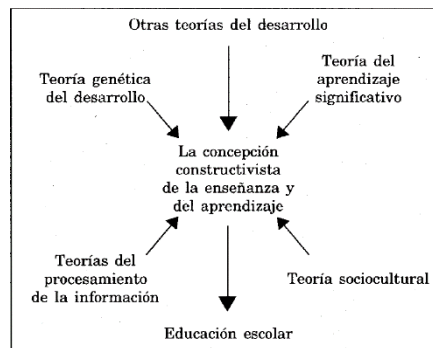 Otras teorías del desarrollo
Teoría genética
del desarrollo
Teoría del
aprendizaje
significativo
La concepción
constructivista
de la enseñanza y
del aprendizaje
Teorías del
procesamiento
de la información
Teoría sociocultural
Educación escolar